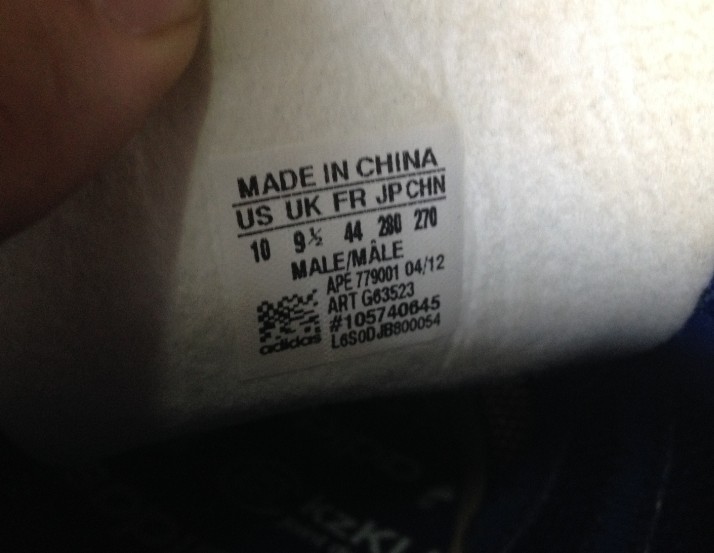 MADE IN CHINA
US UK FR JP CHN
10 9½ 44 280 270
MALE/MÂLE
APE 779001 04/12
ART G63523
#105740645
L6S0DJB800054
adidas